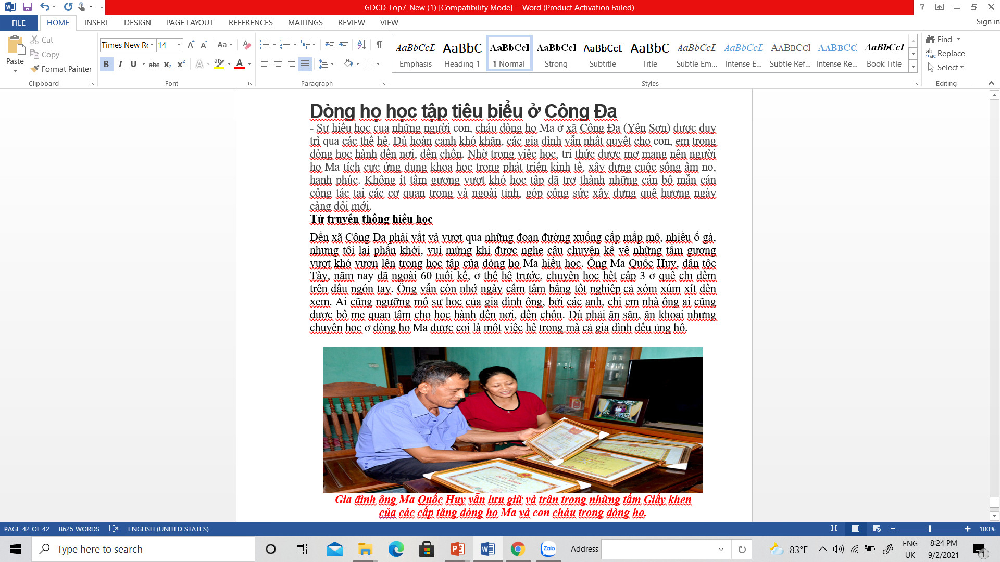 GDCD_Lop7_New (1) [Compatibility Mode] - Word (Product Activation Failed)
?
FILE HOME INSERT DESIGN PAGE LAYOUT REFERENCES MAILINGS REVIEW VIEW Sign in
Paste
Cut
Copy
Format Painter
Clipboard
Times New Ro 14
Font
Paragraph
AaBbCcL AaBbC AaBbCcI AaBbCcI AaBbCcD AaBbC AaBbCcL AaBbCcL AaBbCcI AaBbCc AaBbCcI
Emphasis Heading 1 ¶ Normal Strong Subtitle Title Subtle Em... Intense E... Subtle Ref... Intense Re... Book Title
Styles
Find
Replace
Select
Editing
Dòng họ học tập tiêu biểu ở Công Đa
- Sự hiếu học của những người con, cháu dòng họ Ma ở xã Công Đa (Yên Sơn) được duy
trì qua các thế hệ. Dù hoàn cảnh khó khăn, các gia đình vẫn nhất quyết cho con, em trong
dòng học hành đến nơi, đến chốn. Nhờ trong việc học, tri thức được mở mang nên người
họ Ma tích cực ứng dụng khoa học trong phát triển kinh tế, xây dựng cuộc sống ấm no,
hạnh phúc. Không ít tấm gương vượt khó học tập đã trở thành những cán bộ mẫn cán
công tác tại các cơ quan trong và ngoài tỉnh, góp công sức xây dựng quê hương ngày
càng đổi mới.
Từ truyền thống hiếu học
Đến xã Công Đa phải vất vả vượt qua những đoạn đường xuống cấp mấp mô, nhiều ổ gà,
nhưng tôi lại phấn khởi, vui mừng khi được nghe câu chuyện kể về những tấm gương
vượt khó vươn lên trong học tập của dòng họ Ma hiếu học. Ông Ma Quốc Huy, dân tộc
Tày, năm nay đã ngoài 60 tuổi kể, ở thế hệ trước, chuyện học hết cấp 3 ở quê chỉ đếm
trên đầu ngón tay. Ông vẫn còn nhớ ngày cầm tấm bằng tốt nghiệp cả xóm xúm xít đến
xem. Ai cũng ngưỡng mộ sự học của gia đình ông, bởi các anh, chị em nhà ông ai cũng
được bố mẹ quan tâm cho học hành đến nơi, đến chốn. Dù phải ăn sắn, ăn khoai nhưng
chuyện học ở dòng họ Ma được coi là một việc hệ trọng mà cả gia đình đều ủng hộ.
GIẤY KHEN
GIẤY KHEN
Gia đình ông Ma Quốc Huy vẫn lưu giữ và trân trọng những tấm Giấy khen
của các cấp tặng dòng họ Ma và con cháu trong dòng họ.
PAGE 42 OF 42 8625 WORDS ENGLISH (UNITED STATES) 100%
Type here to search
Zalo
Address
83°F
ENG
UK
8:24 PM
9/2/2021
1